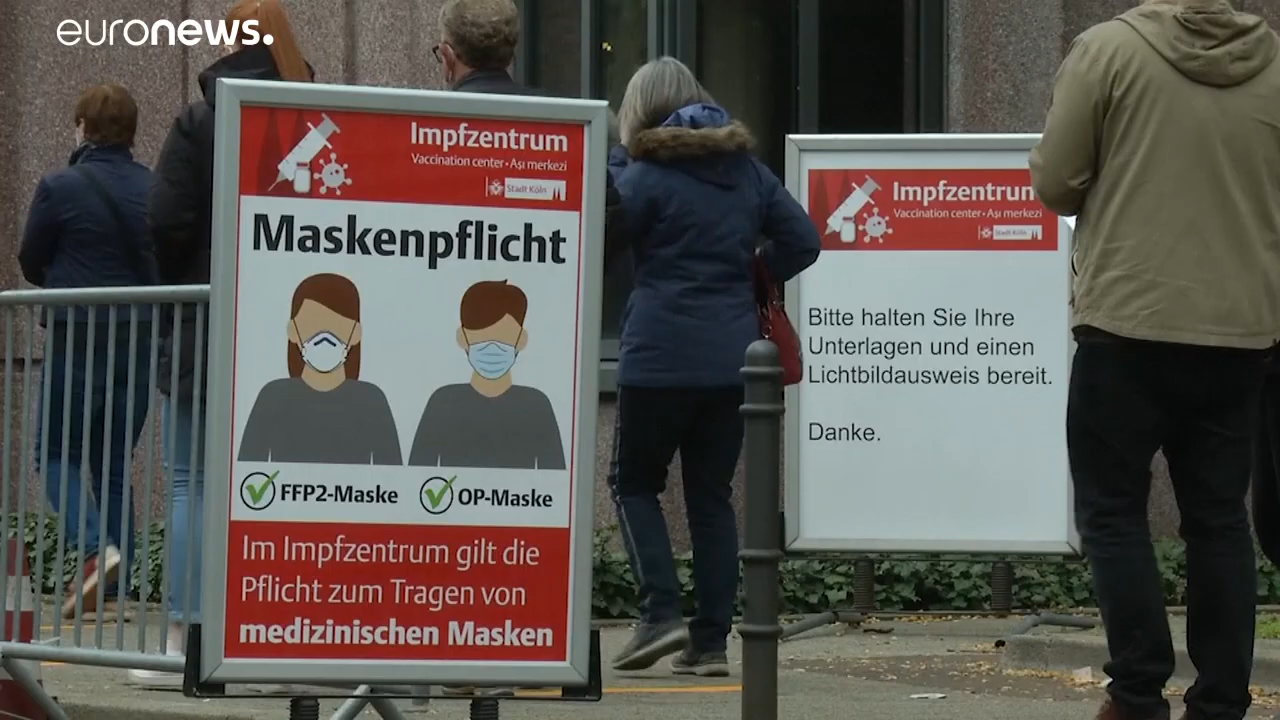 euronews.
Impfzentrum
Vaccination center • Aşı merkezi
Stadt Köln
Maskenpflicht
FFP2-Maske
OP-Maske
Im Impfzentrum gilt die
Pflicht zum Tragen von
medizinischen Masken
Impfzentrum
Vaccination center • Aşı merkezi
Stadt Köln
Bitte halten Sie Ihre
Unterlagen und einen
Lichtbildausweis bereit.
Danke.